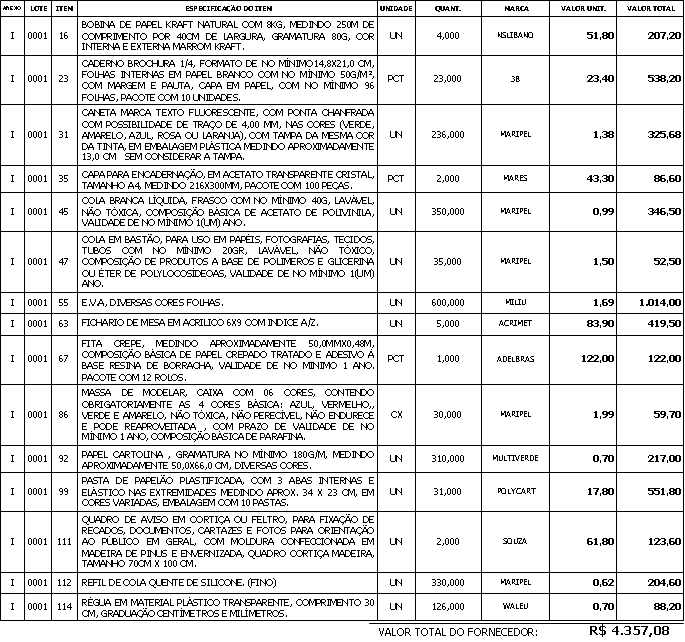 ANEXO LOTE ITEM ESPECIFICAÇÃO DO ITEM UNIDADE QUANT. MARCA VALOR UNIT. VALOR TOTAL
I 0001 16 BOBINA DE PAPEL KRAFT NATURAL COM 8KG, MEDINDO 250M DE
COMPRIMENTO POR 40CM DE LARGURA, GRAMATURA 80G, COR
INTERNA E EXTERNA MARROM KRAFT. UN 4,000 NSLIBANO 51,80 207,20
I 0001 23 CADERNO BROCHURA 1/4, FORMATO DE NO MÍNIMO14,8X21,0 CM,
FOLHAS INTERNAS EM PAPEL BRANCO COM NO MÍNIMO 50G/M²,
COM MARGEM E PAUTA, CAPA EM PAPEL, COM NO MÍNIMO 96
FOLHAS, PACOTE COM 10 UNIDADES. PCT 23,000 3B 23,40 538,20
I 0001 31 CANETA MARCA TEXTO FLUORESCENTE, COM PONTA CHANFRADA
COM POSSIBILIDADE DE TRAÇO DE 4,00 MM, NAS CORES (VERDE,
AMARELO, AZUL, ROSA OU LARANJA), COM TAMPA DA MESMA COR
DA TINTA, EM EMBALAGEM PLÁSTICA MEDINDO APROXIMADAMENTE
13,0 CM SEM CONSIDERAR A TAMPA. UN 236,000 MARIPEL 1,38 325,68
I 0001 35 CAPA PARA ENCADERNAÇÃO, EM ACETATO TRANSPARENTE CRISTAL,
TAMANHO A4, MEDINDO 216X300MM, PACOTE COM 100 PEÇAS. PCT 2,000 MARES 43,30 86,60
I 0001 45 COLA BRANCA LÍQUIDA, FRASCO COM NO MÍNIMO 40G, LAVÁVEL,
NÃO TÓXICA, COMPOSIÇÃO BÁSICA DE ACETATO DE POLIVINILA,
VALIDADE DE NO MÍNIMO 1(UM) ANO. UN 350,000 MARIPEL 0,99 346,50
I 0001 47 COLA EM BASTÃO, PARA USO EM PAPÉIS, FOTOGRAFIAS, TECIDOS,
TUBOS COM NO MÍNIMO 20GR, LAVÁVEL, NÃO TÓXICO,
COMPOSIÇÃO DE PRODUTOS A BASE DE POLIMEROS E GLICERINA
OU ÉTER DE POLYLOCOSÍDEOAS, VALIDADE DE NO MÍNIMO 1(UM)
ANO. UN 35,000 MARIPEL 1,50 52,50
I 0001 55 E.V.A, DIVERSAS CORES FOLHAS. UN 600,000 MILIU 1,69 1.014,00
I 0001 63 FICHARIO DE MESA EM ACRILICO 6X9 COM INDICE A/Z. UN 5,000 ACRIMET 83,90 419,50
I 0001 67 FITA CREPE, MEDINDO APROXIMADAMENTE 50,0MMX0,48M,
COMPOSIÇÃO BÁSICA DE PAPEL CREPADO TRATADO E ADESIVO Á
BASE RESINA DE BORRACHA, VALIDADE DE NO MINIMO 1 ANO.
PACOTE COM 12 ROLOS. PCT 1,000 ADELBRAS 122,00 122,00
I 0001 86 MASSA DE MODELAR, CAIXA COM 06 CORES, CONTENDO
OBRIGATORIAMENTE AS 4 CORES BÁSICA: AZUL, VERMELHO,,
VERDE E AMARELO, NÃO TÓXICA, NÃO PERECÍVEL, NÃO ENDURECE
E PODE REAPROVEITADA , COM PRAZO DE VALIDADE DE NO
MÍNIMO 1 ANO, COMPOSIÇÃO BÁSICA DE PARAFINA. CX 30,000 MARIPEL 1,99 59,70
I 0001 92 PAPEL CARTOLINA , GRAMATURA NO MÍNIMO 180G/M, MEDINDO
APROXIMADAMENTE 50,0X66,0 CM, DIVERSAS CORES. UN 310,000 MULTIVERDE 0,70 217,00
I 0001 99 PASTA DE PAPELÃO PLASTIFICADA, COM 3 ABAS INTERNAS E
ELÁSTICO NAS EXTREMIDADES MEDINDO APROX. 34 X 23 CM, EM
CORES VARIADAS, EMBALAGEM COM 10 PASTAS. UN 31,000 POLYCART 17,80 551,80
I 0001 111 QUADRO DE AVISO EM CORTIÇA OU FELTRO, PARA FIXAÇÃO DE
RECADOS, DOCUMENTOS, CARTAZES E FOTOS PARA ORIENTAÇÃO
AO PÚBLICO EM GERAL, COM MOLDURA CONFECCIONADA EM
MADEIRA DE PINUS E ENVERNIZADA, QUADRO CORTIÇA MADEIRA,
TAMANHO 70CM X 100 CM. UN 2,000 SOUZA 61,80 123,60
I 0001 112 REFIL DE COLA QUENTE DE SILICONE. (FINO) UN 330,000 MARIPEL 0,62 204,60
I 0001 114 RÉGUA EM MATERIAL PLÁSTICO TRANSPARENTE, COMPRIMENTO 30
CM, GRADUAÇÃO CENTÍMETROS E MILÍMETROS. UN 126,000 WALEU 0,70 88,20
VALOR TOTAL DO FORNECEDOR: R$ 4.357,08